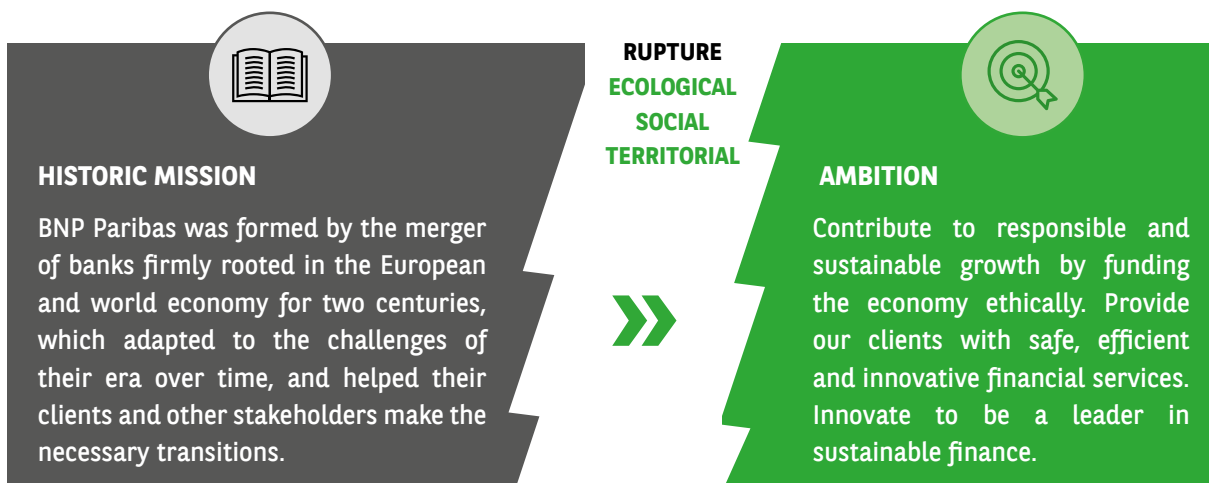 HISTORIC MISSION
BNP Paribas was formed by the merger
of banks firmly rooted in the European
and world economy for two centuries,
which adapted to the challenges of
their era over time, and helped their
clients and other stakeholders make the
necessary transitions.
RUPTURE
ECOLOGICAL
SOCIAL
TERRITORIAL
AMBITION
Contribute to responsible and
sustainable growth by funding
the economy ethically. Provide
our clients with safe, efficient
and innovative financial services.
Innovate to be a leader in
sustainable finance.